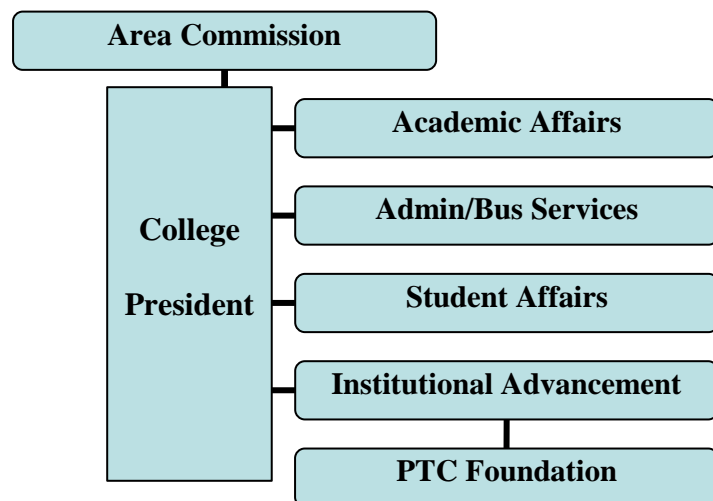 Area Commission
College
President
Academic Affairs
Admin/Bus Services
Student Affairs
Institutional Advancement
PTC Foundation